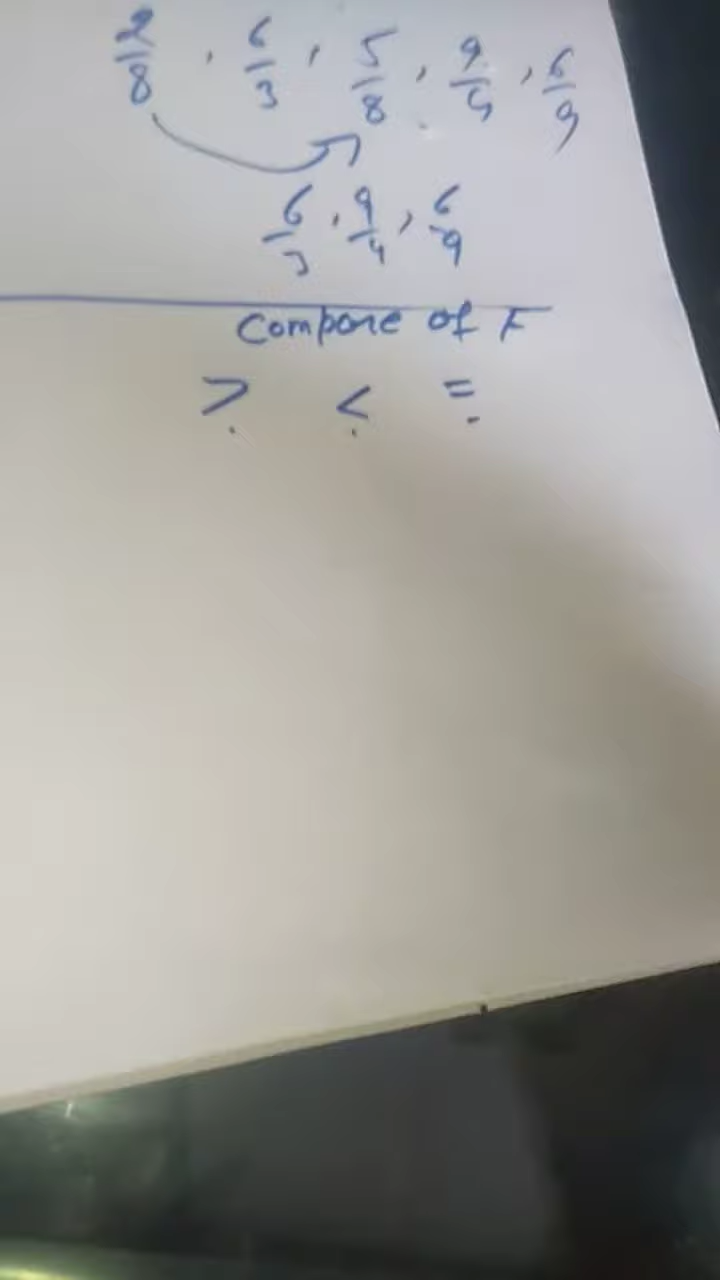 2/8 , 6/3 , 5/8 , 9/4 , 6/9
6/3 , 9/4 , 6/9
Compare of F
> < =